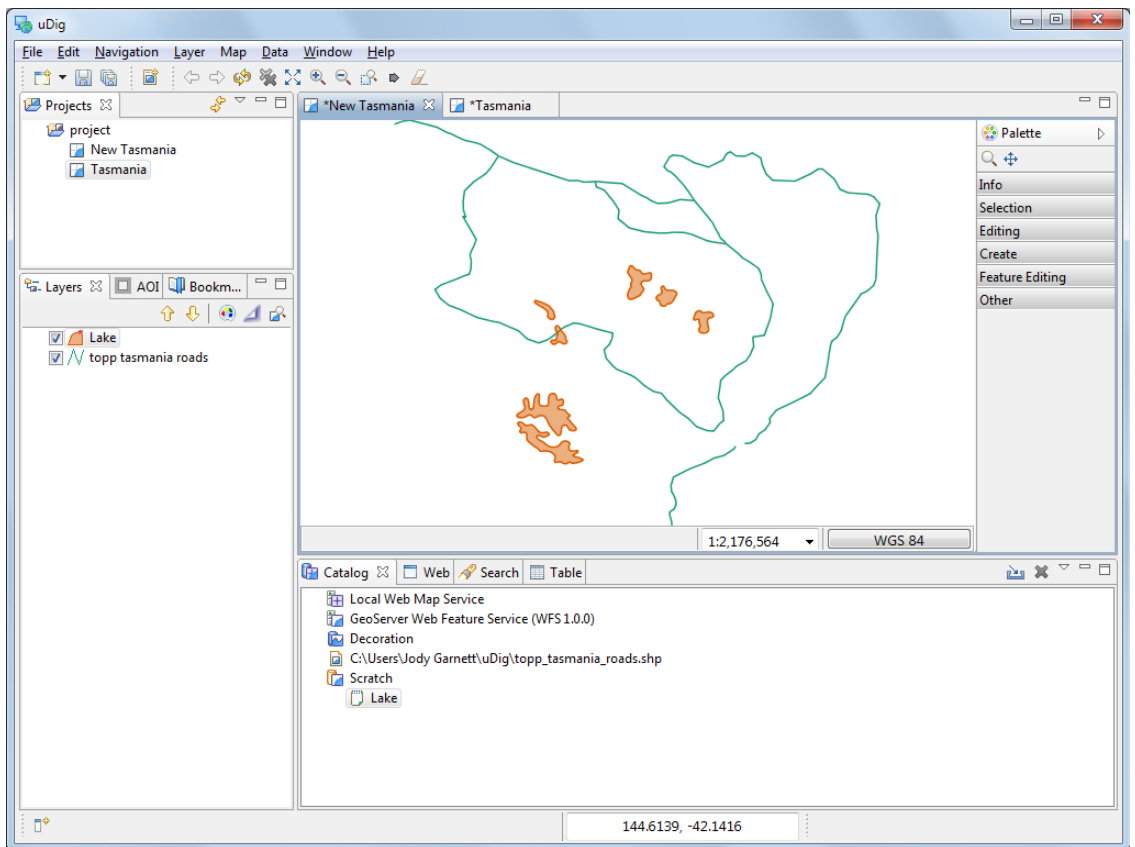 uDig
File Edit Navigation Layer Map Data Window Help
Projects
project
New Tasmania
Tasmania
Layers AOI Bookm...
Lake
topp tasmania roads
*New Tasmania *Tasmania
Palette
Info
Selection
Editing
Create
Feature Editing
Other
1:2,176,564 WGS 84
Catalog Web Search Table
Local Web Map Service
GeoServer Web Feature Service (WFS 1.0.0)
Decoration
C:\Users\Jody Garnett\uDig\topp_tasmania_roads.shp
Scratch
Lake
144.6139, -42.1416